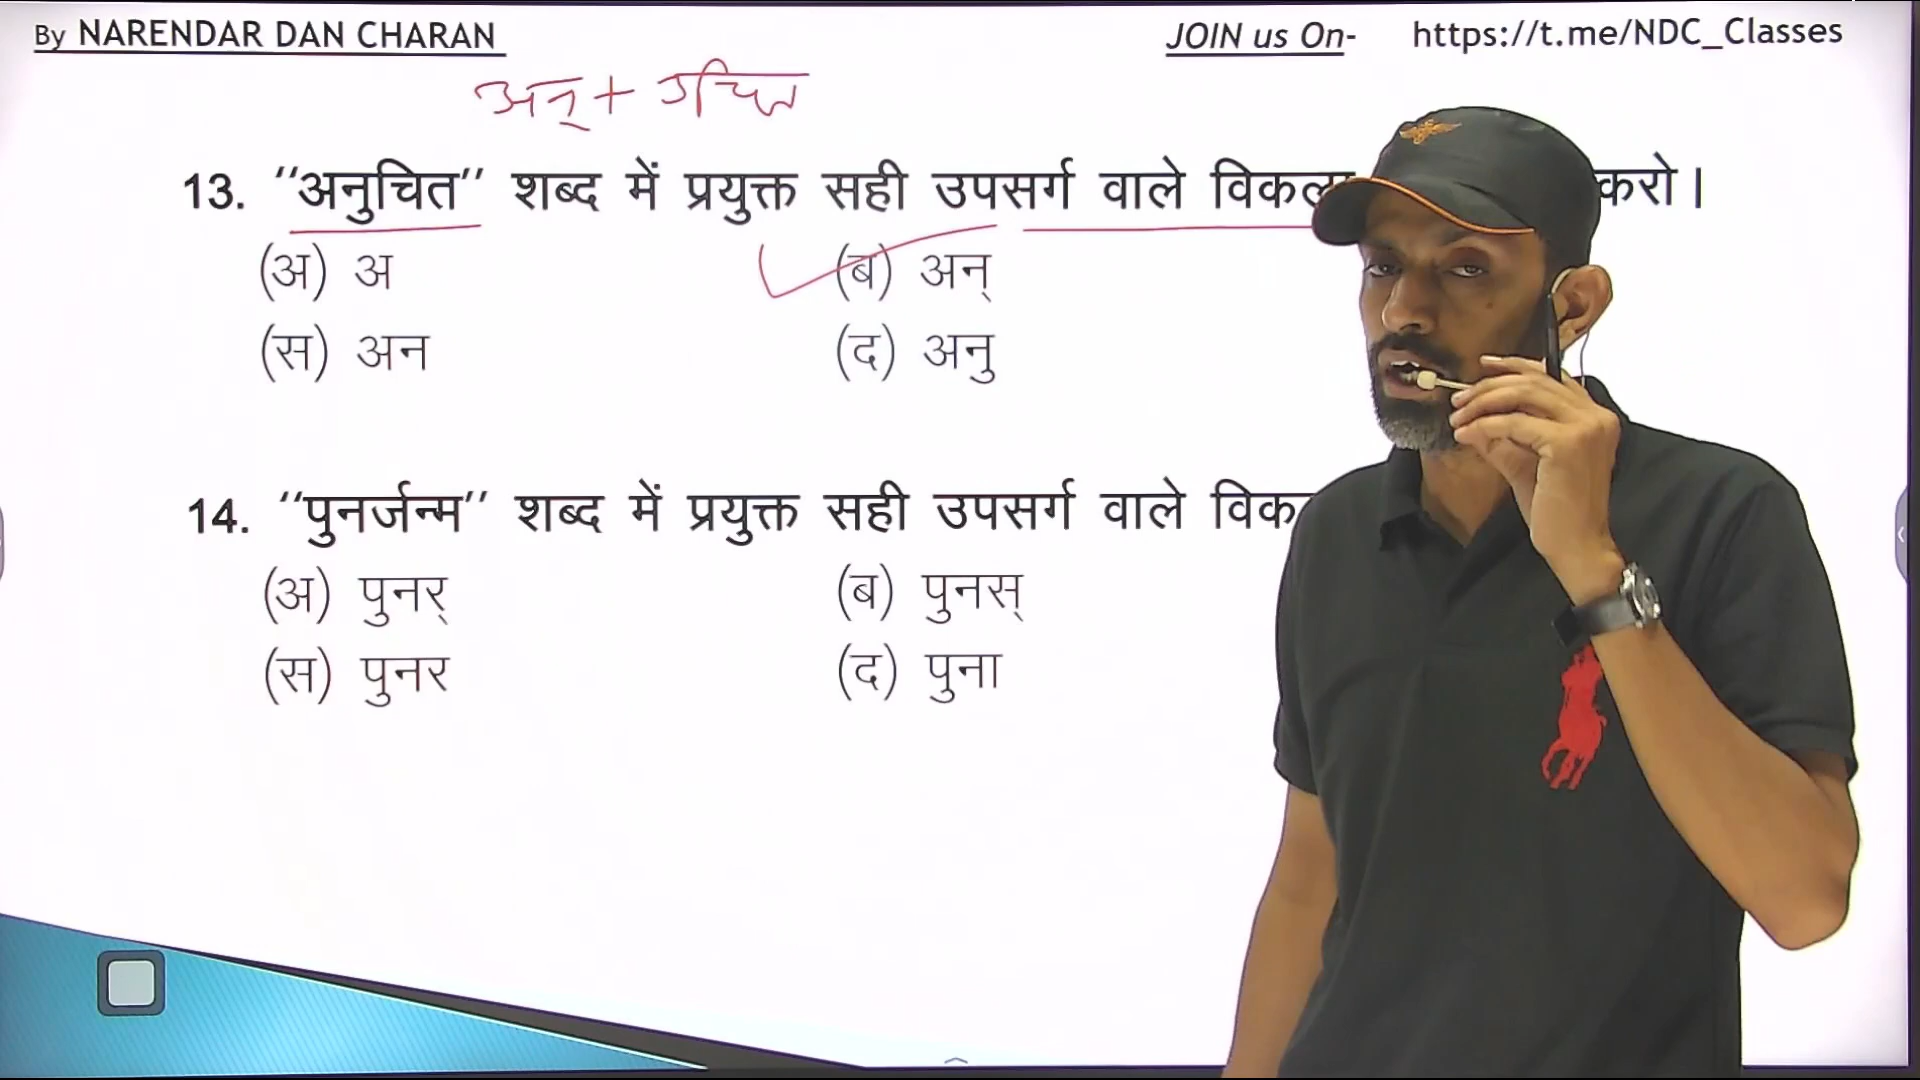 By NARENDAR DAN CHARAN
JOIN us On- https://t.me/NDC_Classes
अन् + उचित
13. ‘‘अनुचित’’ शब्द में प्रयुक्त सही उपसर्ग वाले करो।
(अ) अ (ब) अन्
(स) अन (द) अनु
14. ‘‘पुनर्जन्म’’ शब्द में प्रयुक्त सही उपसर्ग वाले
(अ) पुनर् (ब) पुनस्
(स) पुनर (द) पुना